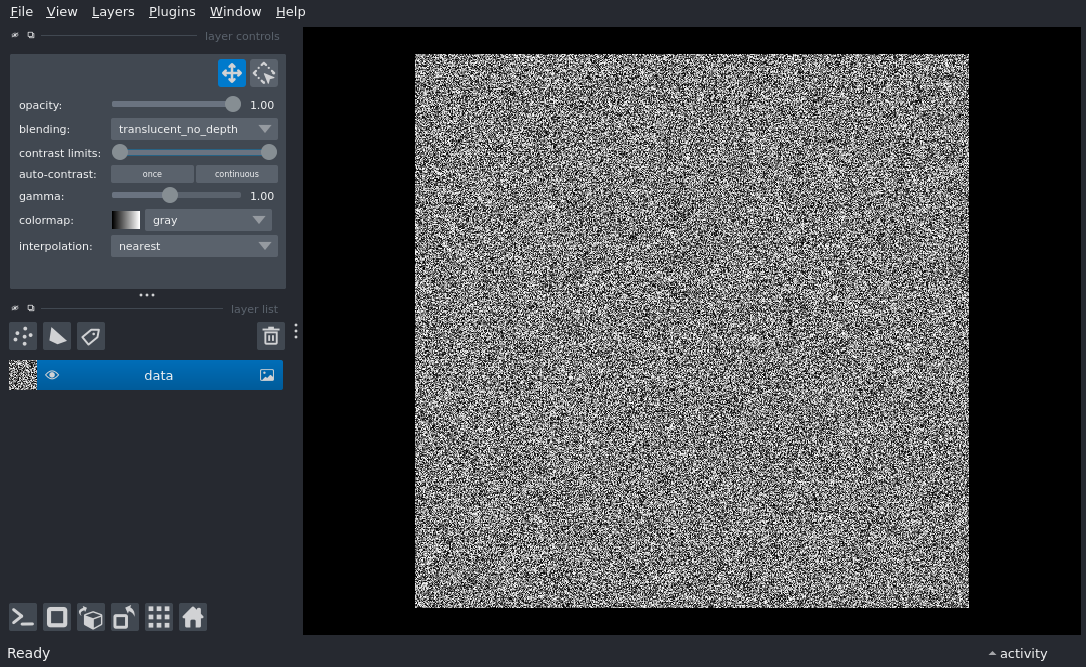 File View Layers Plugins Window Help
layer controls
opacity: 1.00
blending: translucent_no_depth
contrast limits:
auto-contrast: once continuous
gamma: 1.00
colormap: gray
interpolation: nearest
layer list
data
Ready
activity